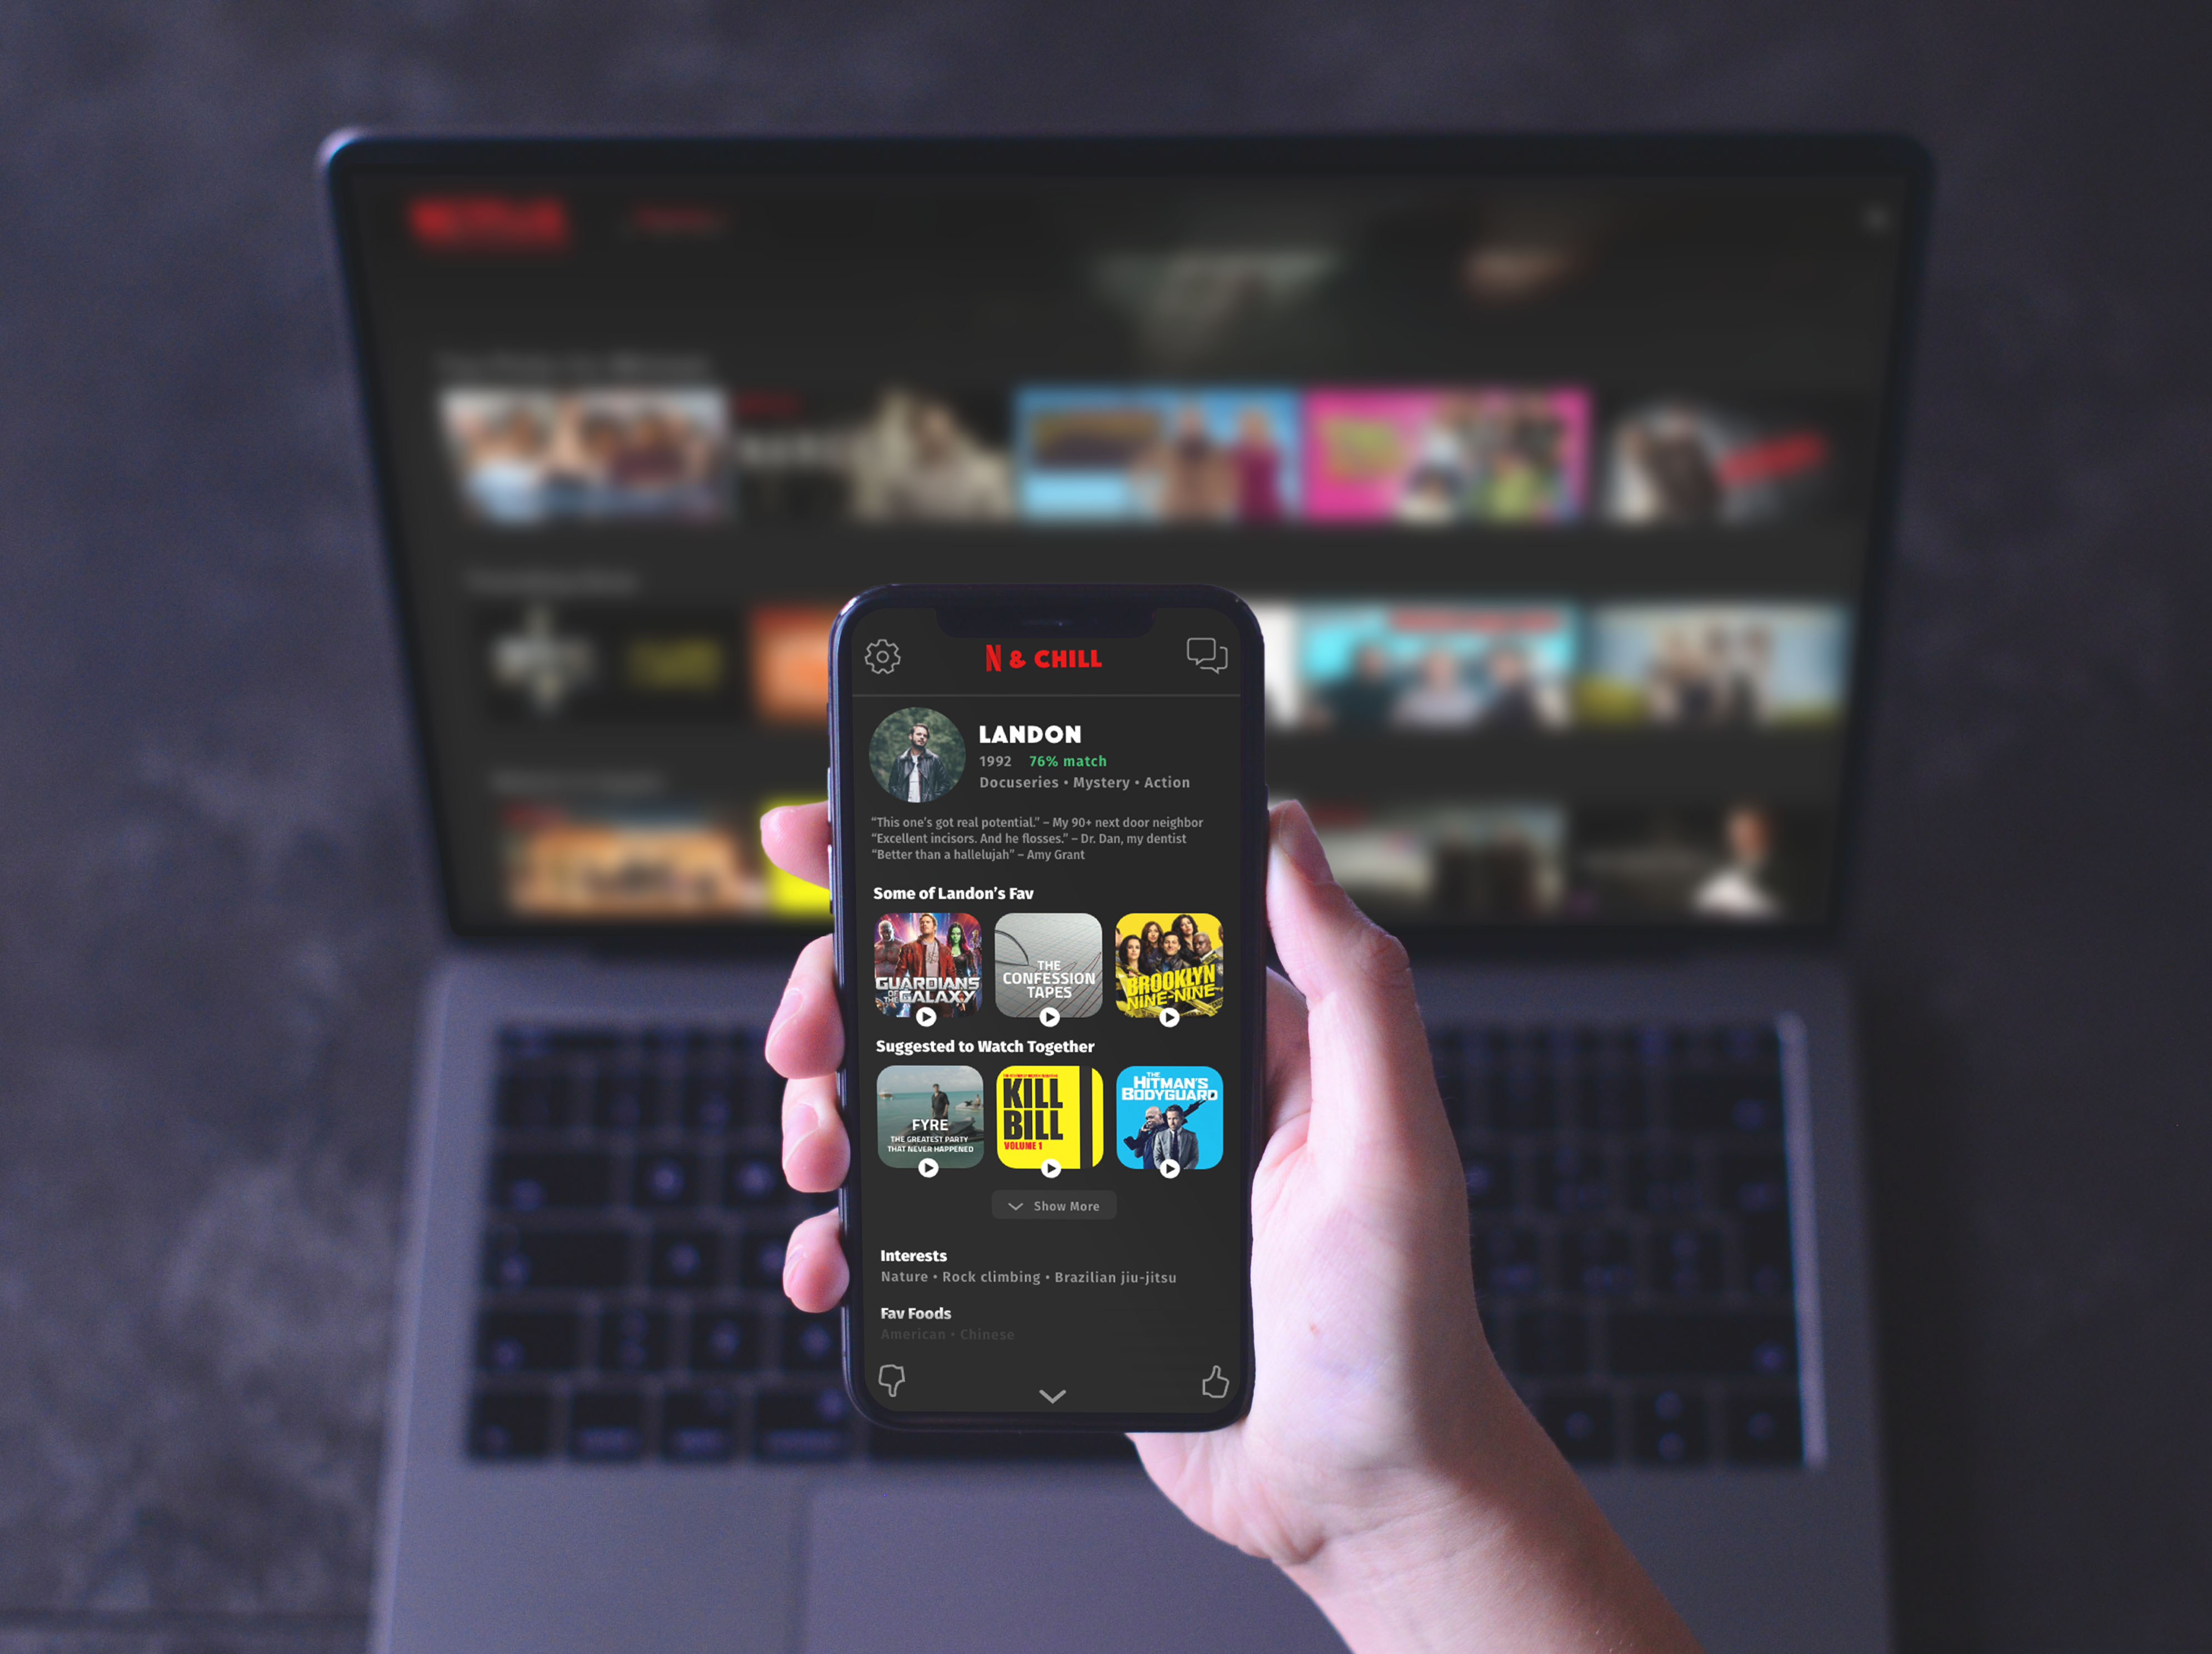 N & CHILL
LANDON
1992 76% match
Docuseries • Mystery • Action
“This one’s got real potential.” – My 90+ next door neighbor
“Excellent incisors. And he flosses.” – Dr. Dan, my dentist
“Better than a hallelujah” – Amy Grant
Some of Landon’s Fav
GUARDIANS
OF THE GALAXY
THE
CONFESSION
TAPES
BROOKLYN
NINE-NINE
Suggested to Watch Together
FYRE
THE GREATEST PARTY
THAT NEVER HAPPENED
KILL
BILL
VOLUME 1
THE
HITMAN'S
BODYGUARD
Show More
Interests
Nature • Rock climbing • Brazilian jiu-jitsu
Fav Foods
American • Chinese